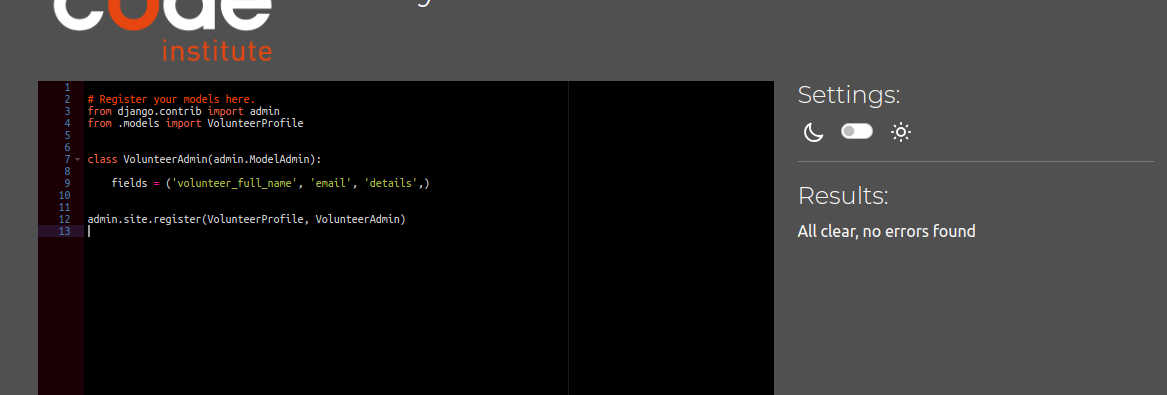 code
institute
1
2 # Register your models here.
3 from django.contrib import admin
4 from .models import VolunteerProfile
5
6
7 class VolunteerAdmin(admin.ModelAdmin):
8
9 fields = ('volunteer_full_name', 'email', 'details',)
10
11
12 admin.site.register(VolunteerProfile, VolunteerAdmin)
13
Settings:
Results:
All clear, no errors found